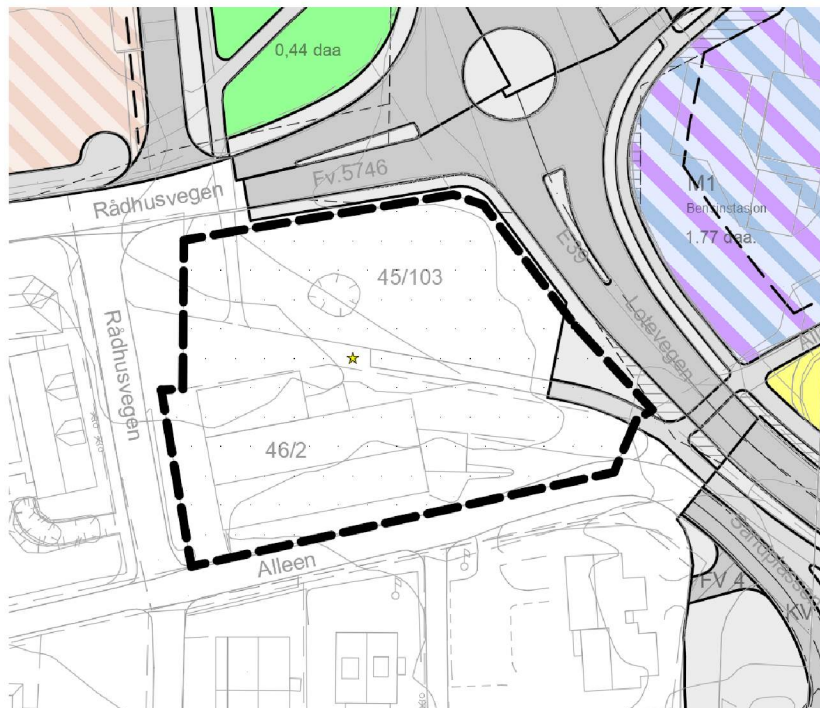 0,44 daa
Fv.5746
Rådhusvegen
M1
Bensinstasjon
1.77 daa.
E39
45/103
Lotevegen
Rådhusvegen
46/2
Alleen
Sandplassen
FV 4
KV